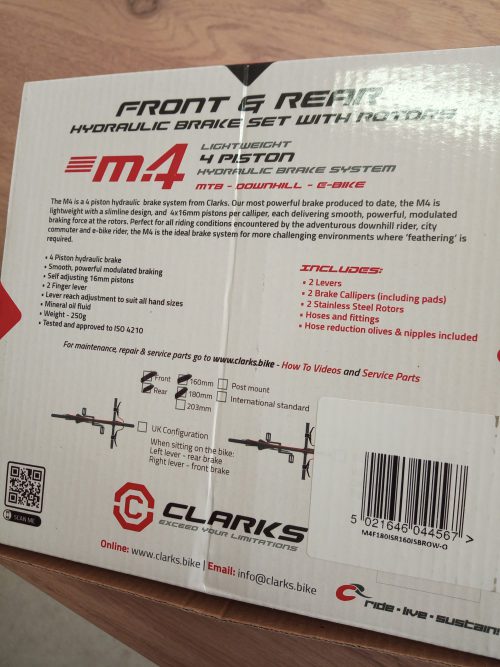 FRONT & REAR
HYDRAULIC BRAKE SET WITH ROTORS
m.4
LIGHTWEIGHT
4 PISTON
HYDRAULIC BRAKE SYSTEM
MTB - DOWNHILL - E-BIKE
The M4 is a 4 piston hydraulic brake system from Clarks. Our most powerful brake produced to date, the M4 is
lightweight with a slimline design, and 4x16mm pistons per calliper, each delivering smooth, powerful, modulated
braking force at the rotors. Perfect for all riding conditions encountered by the adventurous downhill rider, city
commuter and e-bike rider, the M4 is the ideal brake system for more challenging environments where 'feathering' is
required.
• 4 Piston hydraulic brake
• Smooth, powerful modulated braking
• Self adjusting 16mm pistons
• 2 Finger lever
• Lever reach adjustment to suit all hand sizes
• Mineral oil fluid
• Weight - 250g
• Tested and approved to ISO 4210
INCLUDES:
• 2 Levers
• 2 Brake Callipers (including pads)
• 2 Stainless Steel Rotors
• Hoses and fittings
• Hose reduction olives & nipples included
For maintenance, repair & service parts go to www.clarks.bike - How To Videos and Service Parts
Front
Rear
160mm
180mm
203mm
Post mount
International standard
UK Configuration
When sitting on the bike:
Left lever - rear brake
Right lever - front brake
SCAN ME
CLARKS
EXCEED YOUR LIMITATIONS
Online: www.clarks.bike | Email: info@clarks.bike
5 021646 044567 >
M4F180ISR160ISBROW-O
ride • live • sustain